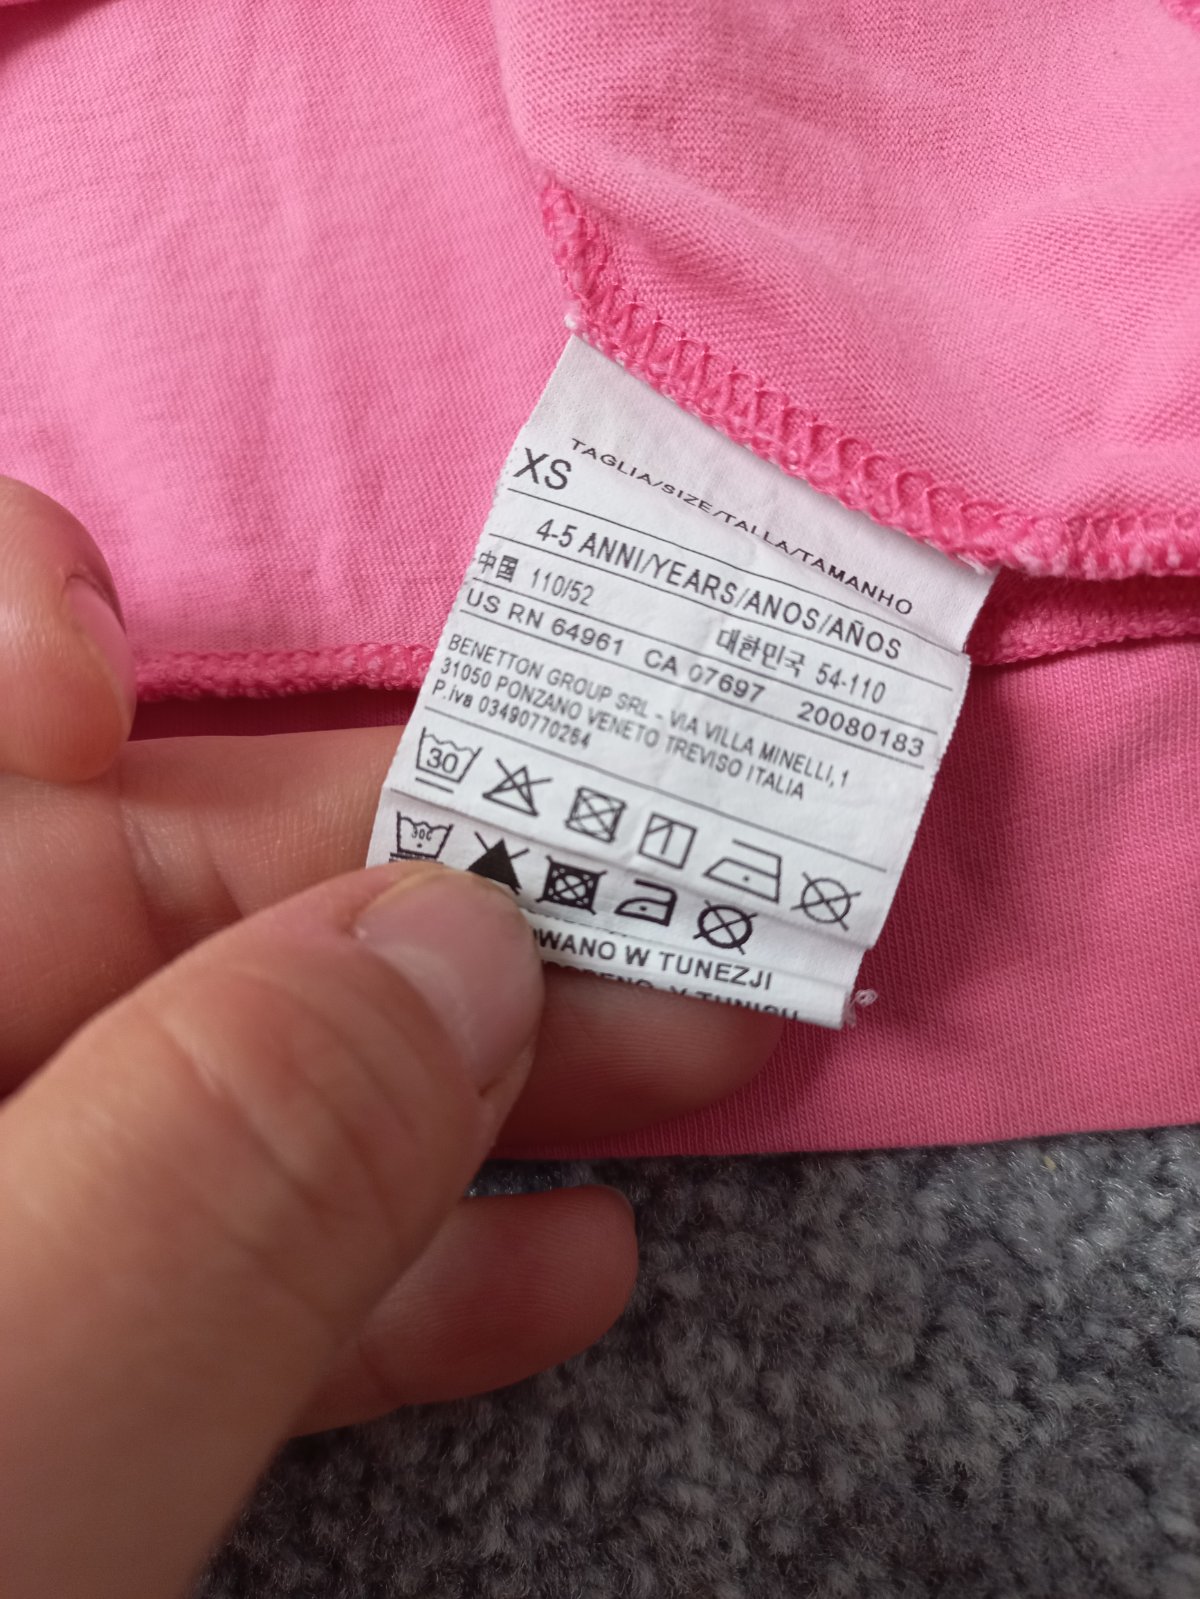 TAGLIA/SIZE/TALLA/TAMANHO
XS
4-5 ANNI/YEARS/ANOS/AÑOS
中国 110/52 대한민국 54-110
US RN 64961 CA 07697 20080183
BENETTON GROUP SRL - VIA VILLA MINELLI, 1
31050 PONZANO VENETO TREVISO ITALIA
P.iva 03490770264
30
30c
WANO W TUNEZJI
V TUNISU